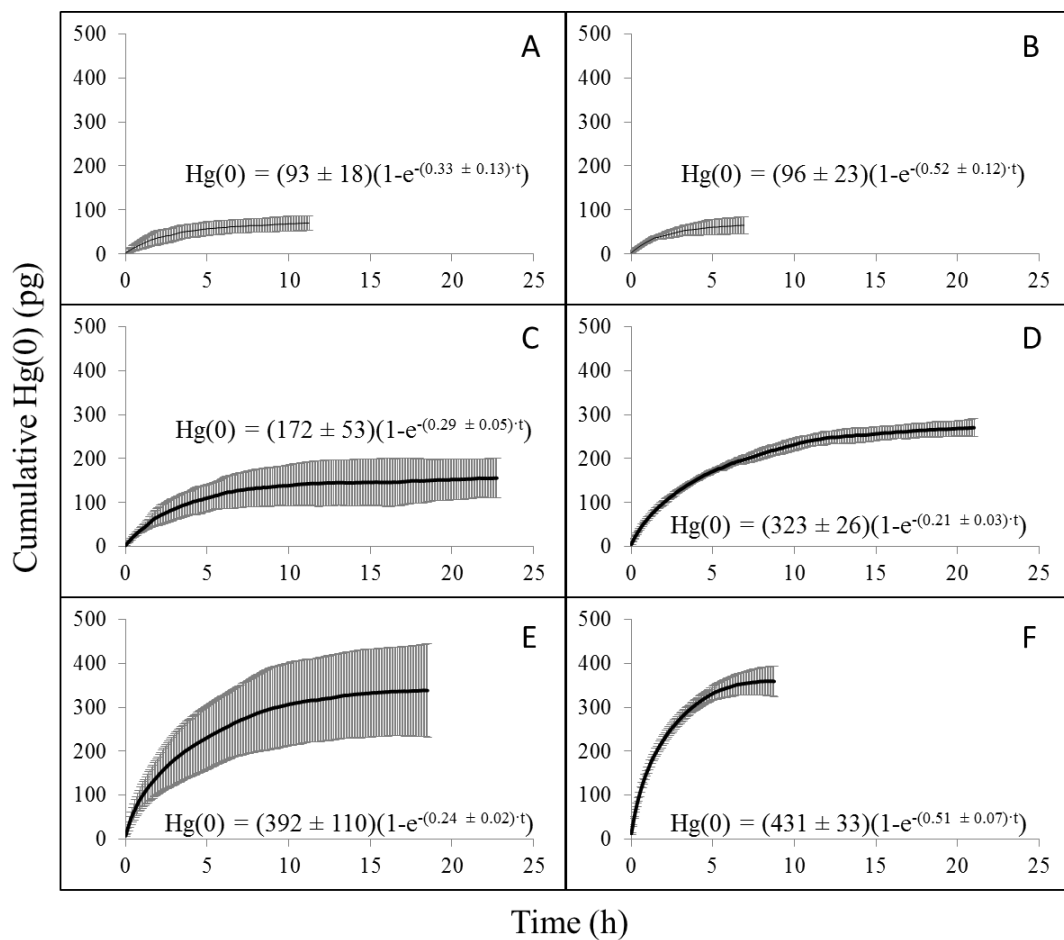 Cumulative Hg(0) (pg)
500
400
300
200
100
0
0 5 10 15 20 25
A
Hg(0) = (93 ± 18)(1-e-(0.33 ± 0.13)·t)
500
400
300
200
100
0
0 5 10 15 20 25
B
Hg(0) = (96 ± 23)(1-e-(0.52 ± 0.12)·t)
500
400
300
200
100
0
0 5 10 15 20 25
C
Hg(0) = (172 ± 53)(1-e-(0.29 ± 0.05)·t)
500
400
300
200
100
0
0 5 10 15 20 25
D
Hg(0) = (323 ± 26)(1-e-(0.21 ± 0.03)·t)
500
400
300
200
100
0
0 5 10 15 20 25
E
Hg(0) = (392 ± 110)(1-e-(0.24 ± 0.02)·t)
500
400
300
200
100
0
0 5 10 15 20 25
F
Hg(0) = (431 ± 33)(1-e-(0.51 ± 0.07)·t)
Time (h)